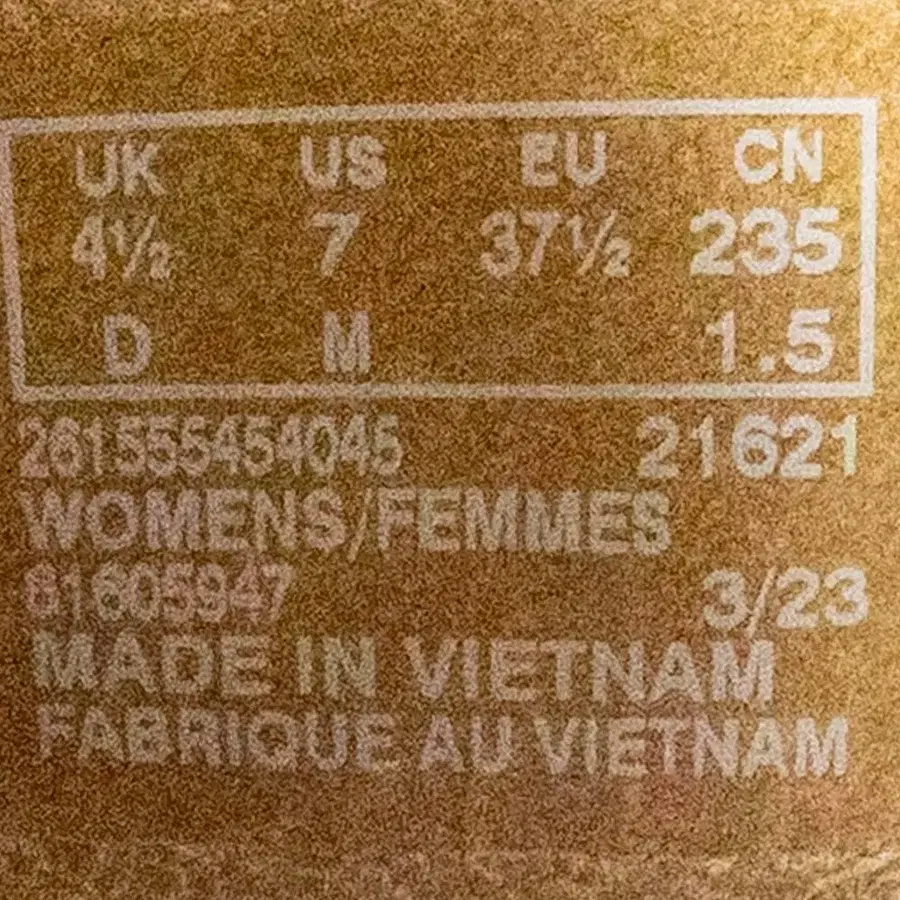 UK US EU CN
4½ 7 37½ 235
D M 1.5
261555454045 21621
WOMENS/FEMMES
61605947 3/23
MADE IN VIETNAM
FABRIQUE AU VIETNAM